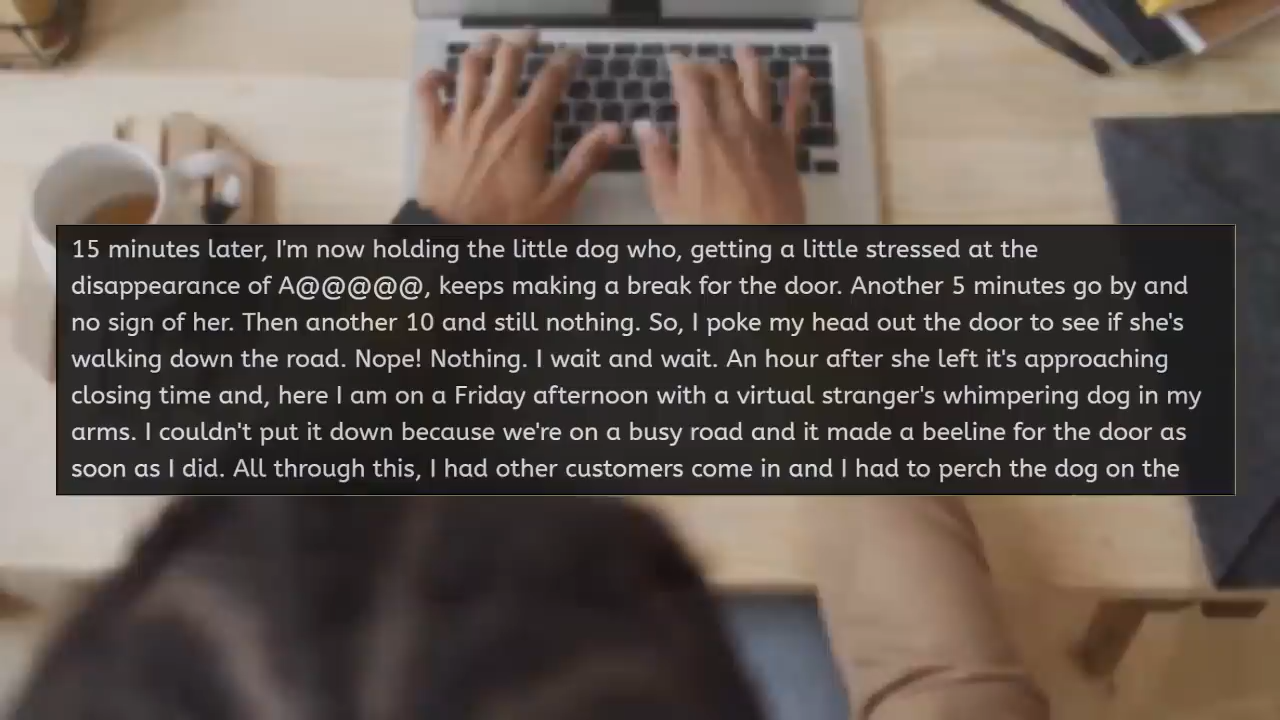 15 minutes later, I'm now holding the little dog who, getting a little stressed at the
disappearance of A@@@@@, keeps making a break for the door. Another 5 minutes go by and
no sign of her. Then another 10 and still nothing. So, I poke my head out the door to see if she's
walking down the road. Nope! Nothing. I wait and wait. An hour after she left it's approaching
closing time and, here I am on a Friday afternoon with a virtual stranger's whimpering dog in my
arms. I couldn't put it down because we're on a busy road and it made a beeline for the door as
soon as I did. All through this, I had other customers come in and I had to perch the dog on the